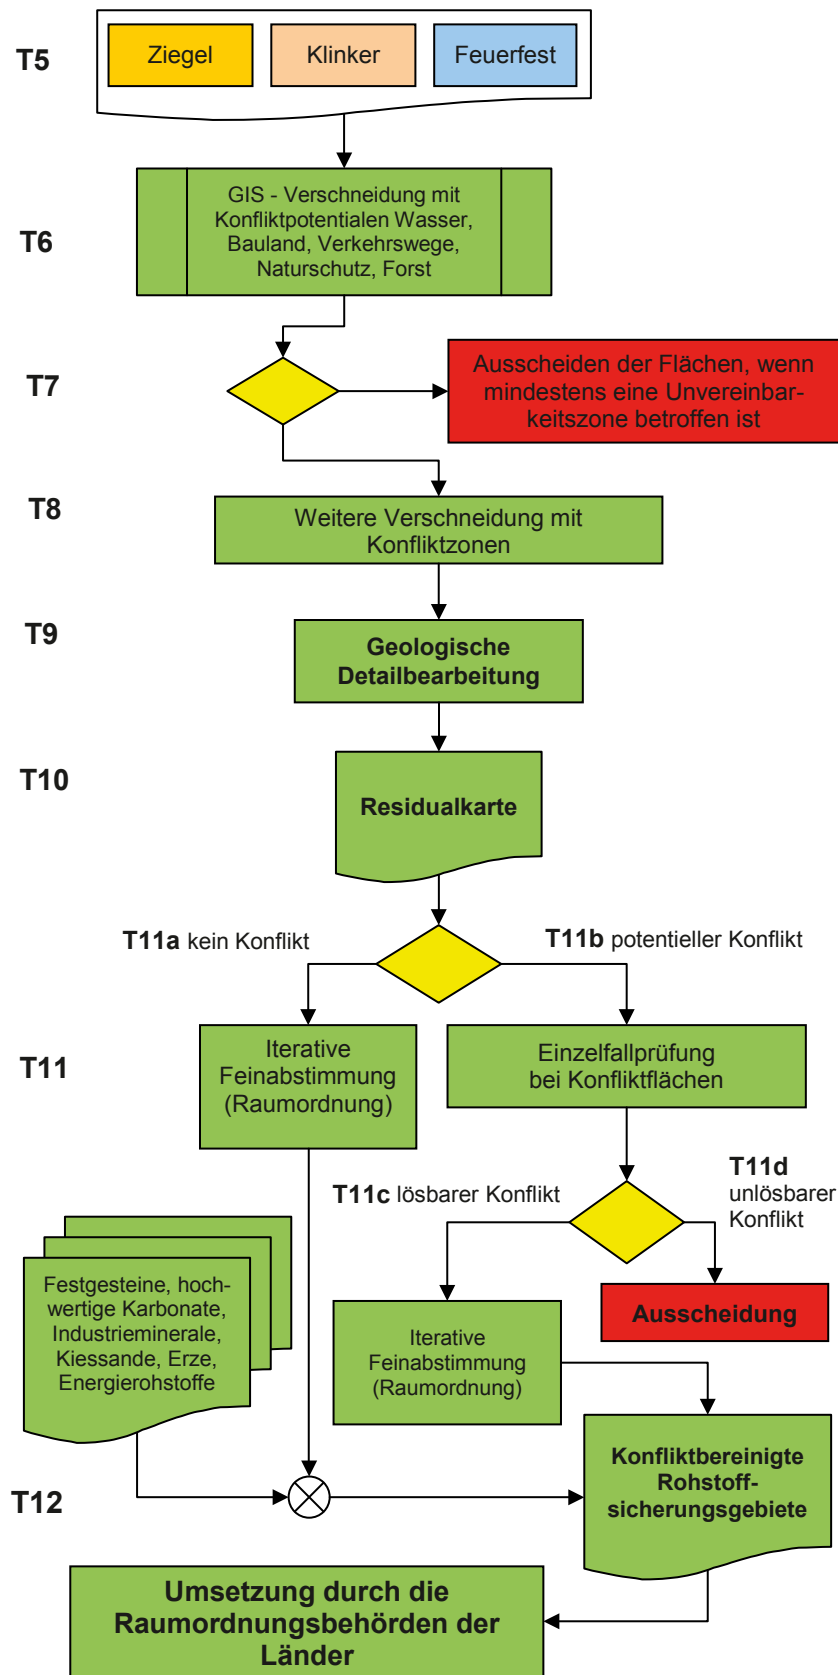 T5
Ziegel
Klinker
Feuerfest
T6
GIS - Verschneidung mit
Konfliktpotentialen Wasser,
Bauland, Verkehrswege,
Naturschutz, Forst
T7
Ausscheiden der Flächen, wenn
mindestens eine Unvereinbar-
keitszone betroffen ist
T8
Weitere Verschneidung mit
Konfliktzonen
T9
Geologische
Detailbearbeitung
T10
Residualkarte
T11a kein Konflikt
T11b potentieller Konflikt
T11
Iterative
Feinabstimmung
(Raumordnung)
Einzelfallprüfung
bei Konfliktflächen
T11c lösbarer Konflikt
T11d
unlösbarer
Konflikt
Festgesteine, hoch-
wertige Karbonate,
Industrieminerale,
Kiessande, Erze,
Energierohstoffe
Iterative
Feinabstimmung
(Raumordnung)
Ausscheidung
T12
Konfliktbereinigte
Rohstoff-
sicherungsgebiete
Umsetzung durch die
Raumordnungsbehörden der
Länder